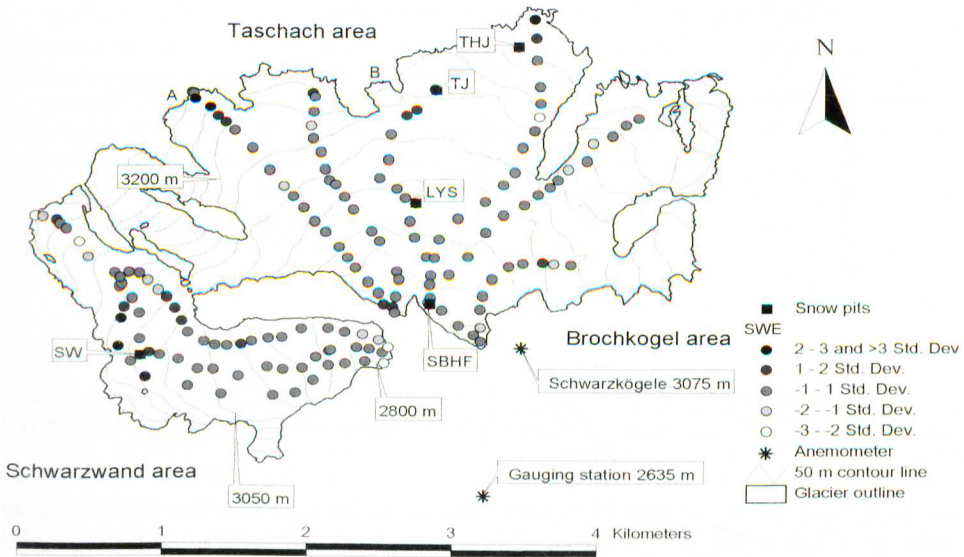 Taschach area
THJ
N
B
TJ
A
3200 m
LYS
SW
SBHF
Brochkogel area
Schwarzkögele 3075 m
2800 m
Schwarzwand area
3050 m
Gauging station 2635 m
Snow pits
SWE
2 - 3 and >3 Std. Dev
1 - 2 Std. Dev.
-1 - 1 Std. Dev.
-2 - -1 Std. Dev.
-3 - -2 Std. Dev.
Anemometer
50 m contour line
Glacier outline
0 1 2 3 4 Kilometers